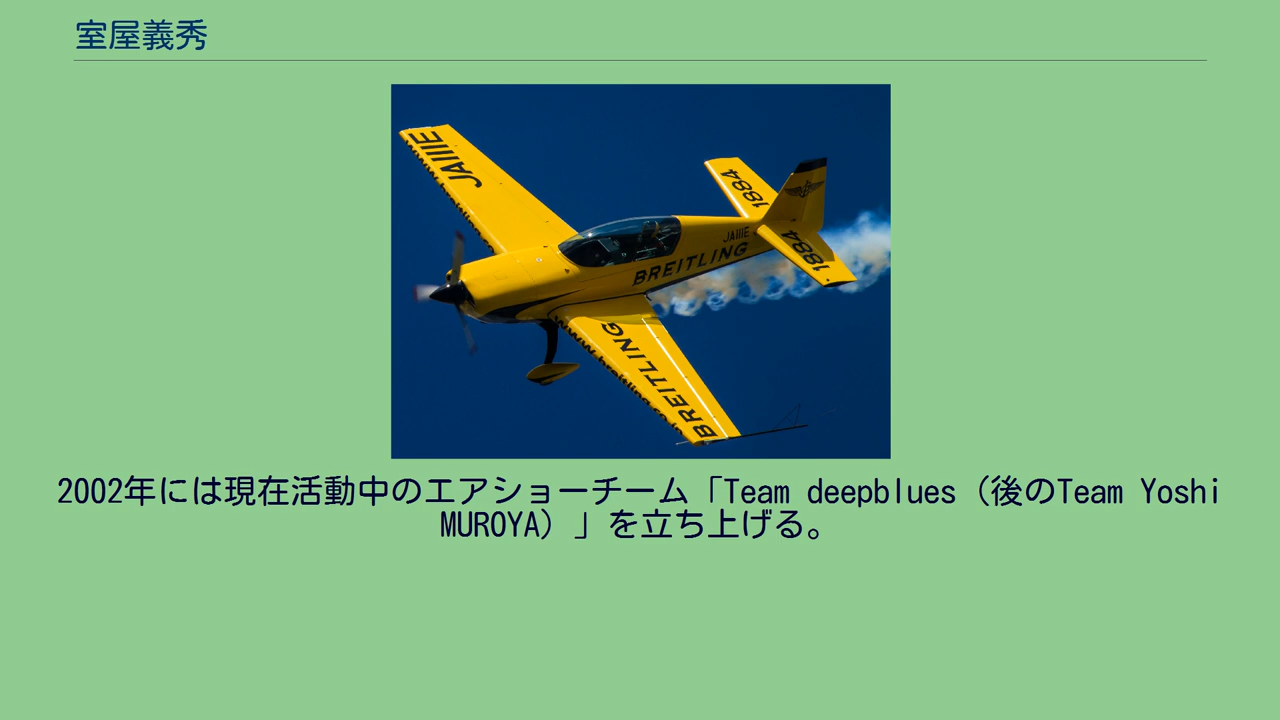 室屋義秀
JA111E
1884
JA111E
BREITLING
1884
BREITLING
2002年には現在活動中のエアショーチーム「Team deepblues（後のTeam Yoshi
MUROYA）」を立ち上げる。